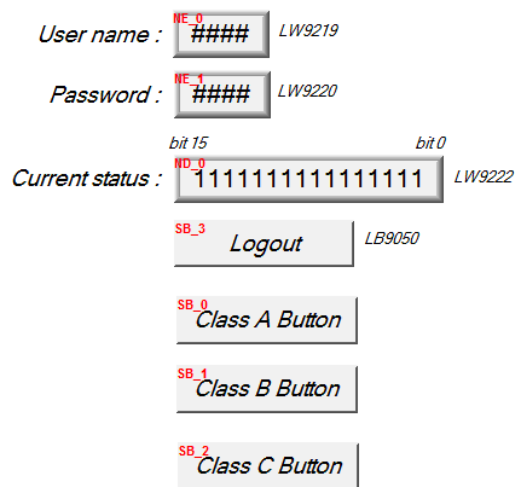 NE_0
User name : #### LW9219
NE_1
Password : #### LW9220
bit 15 bit 0
ND_0
Current status : 1111111111111111 LW9222
SB_3
Logout LB9050
SB_0
Class A Button
SB_1
Class B Button
SB_2
Class C Button